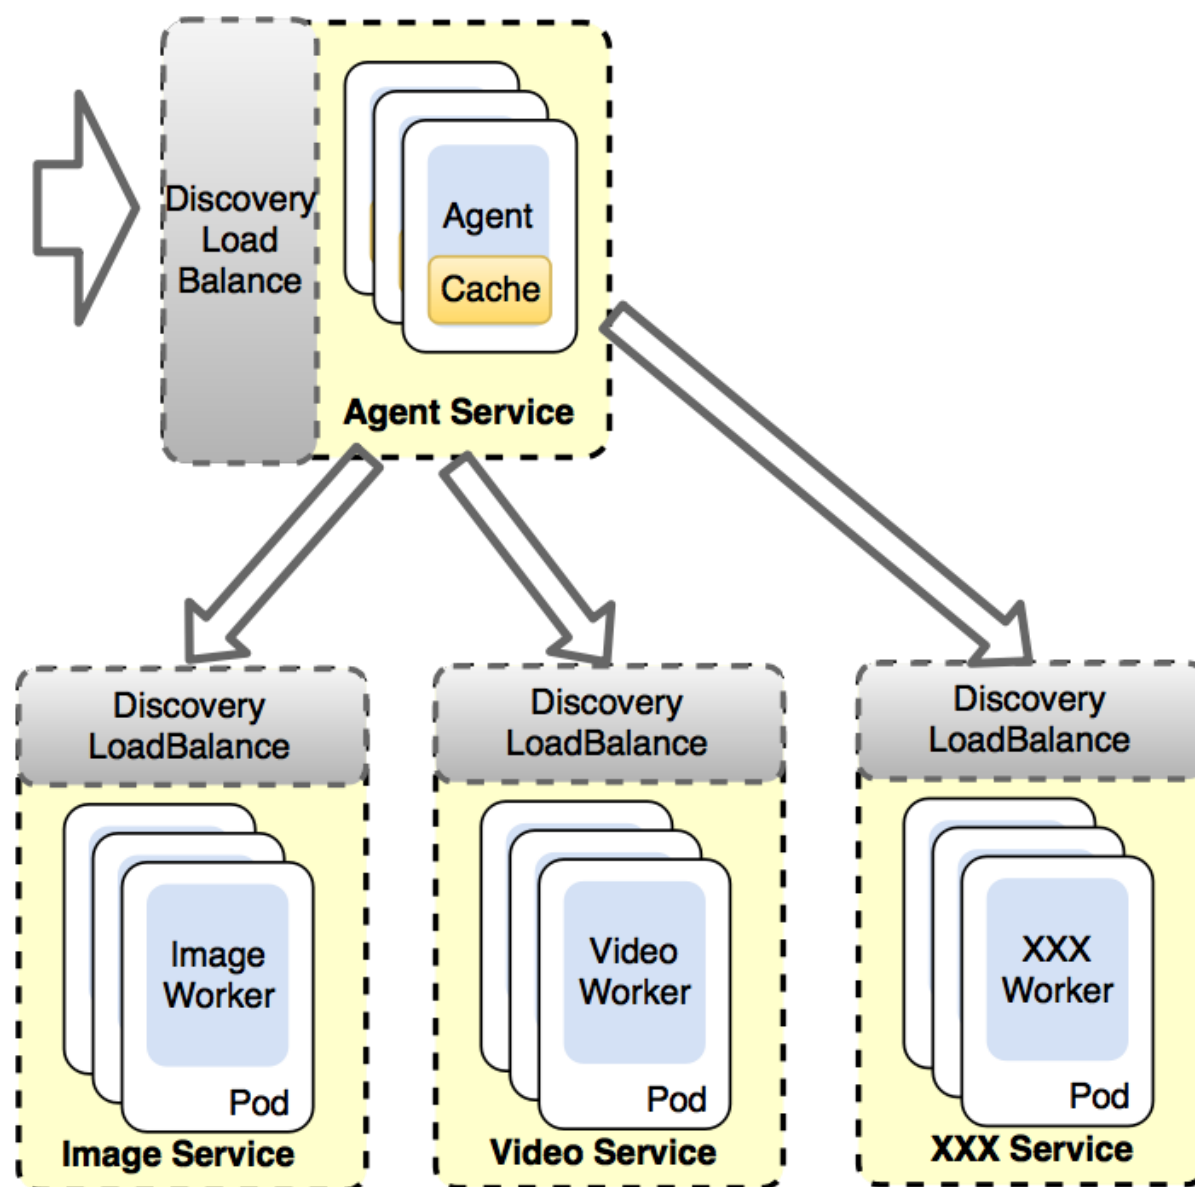 Discovery
Load
Balance
Agent
Cache
Agent Service
Discovery
LoadBalance
Image
Worker
Pod
Image Service
Discovery
LoadBalance
Video
Worker
Pod
Video Service
Discovery
LoadBalance
XXX
Worker
Pod
XXX Service